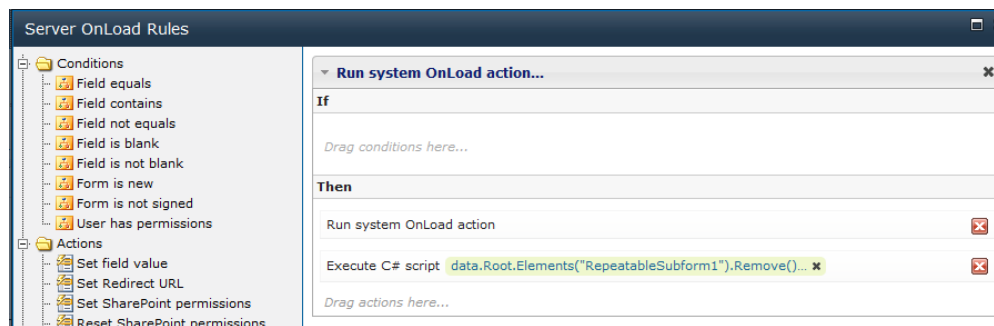 Server OnLoad Rules
Conditions
Field equals
Field contains
Field not equals
Field is blank
Field is not blank
Form is new
Form is not signed
User has permissions
Actions
Set field value
Set Redirect URL
Set SharePoint permissions
Reset SharePoint permissions
Run system OnLoad action...
If
Drag conditions here...
Then
Run system OnLoad action
Execute C# script data.Root.Elements("RepeatableSubform1").Remove()...
Drag actions here...